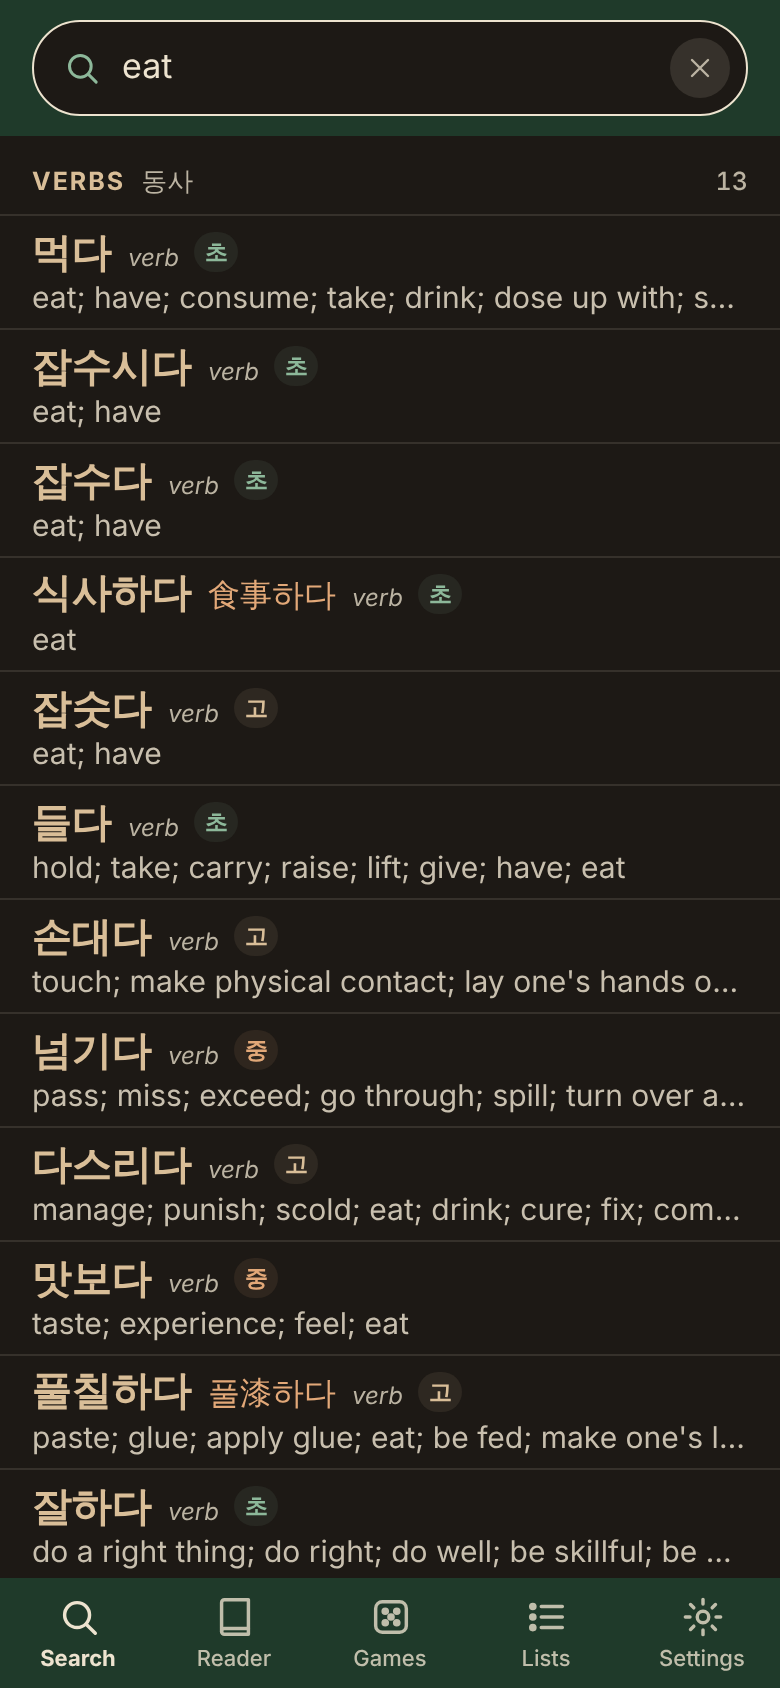 eat
VERBS 동사 13
먹다 verb 초
eat; have; consume; take; drink; dose up with; s...
잡수시다 verb 초
eat; have
잡수다 verb 초
eat; have
식사하다 食事하다 verb 초
eat
잡숫다 verb 고
eat; have
들다 verb 초
hold; take; carry; raise; lift; give; have; eat
손대다 verb 고
touch; make physical contact; lay one's hands o...
넘기다 verb 중
pass; miss; exceed; go through; spill; turn over a...
다스리다 verb 고
manage; punish; scold; eat; drink; cure; fix; com...
맛보다 verb 중
taste; experience; feel; eat
풀칠하다 풀漆하다 verb 고
paste; glue; apply glue; eat; be fed; make one's l...
잘하다 verb 초
do a right thing; do right; do well; be skillful; be ...
Search Reader Games Lists Settings